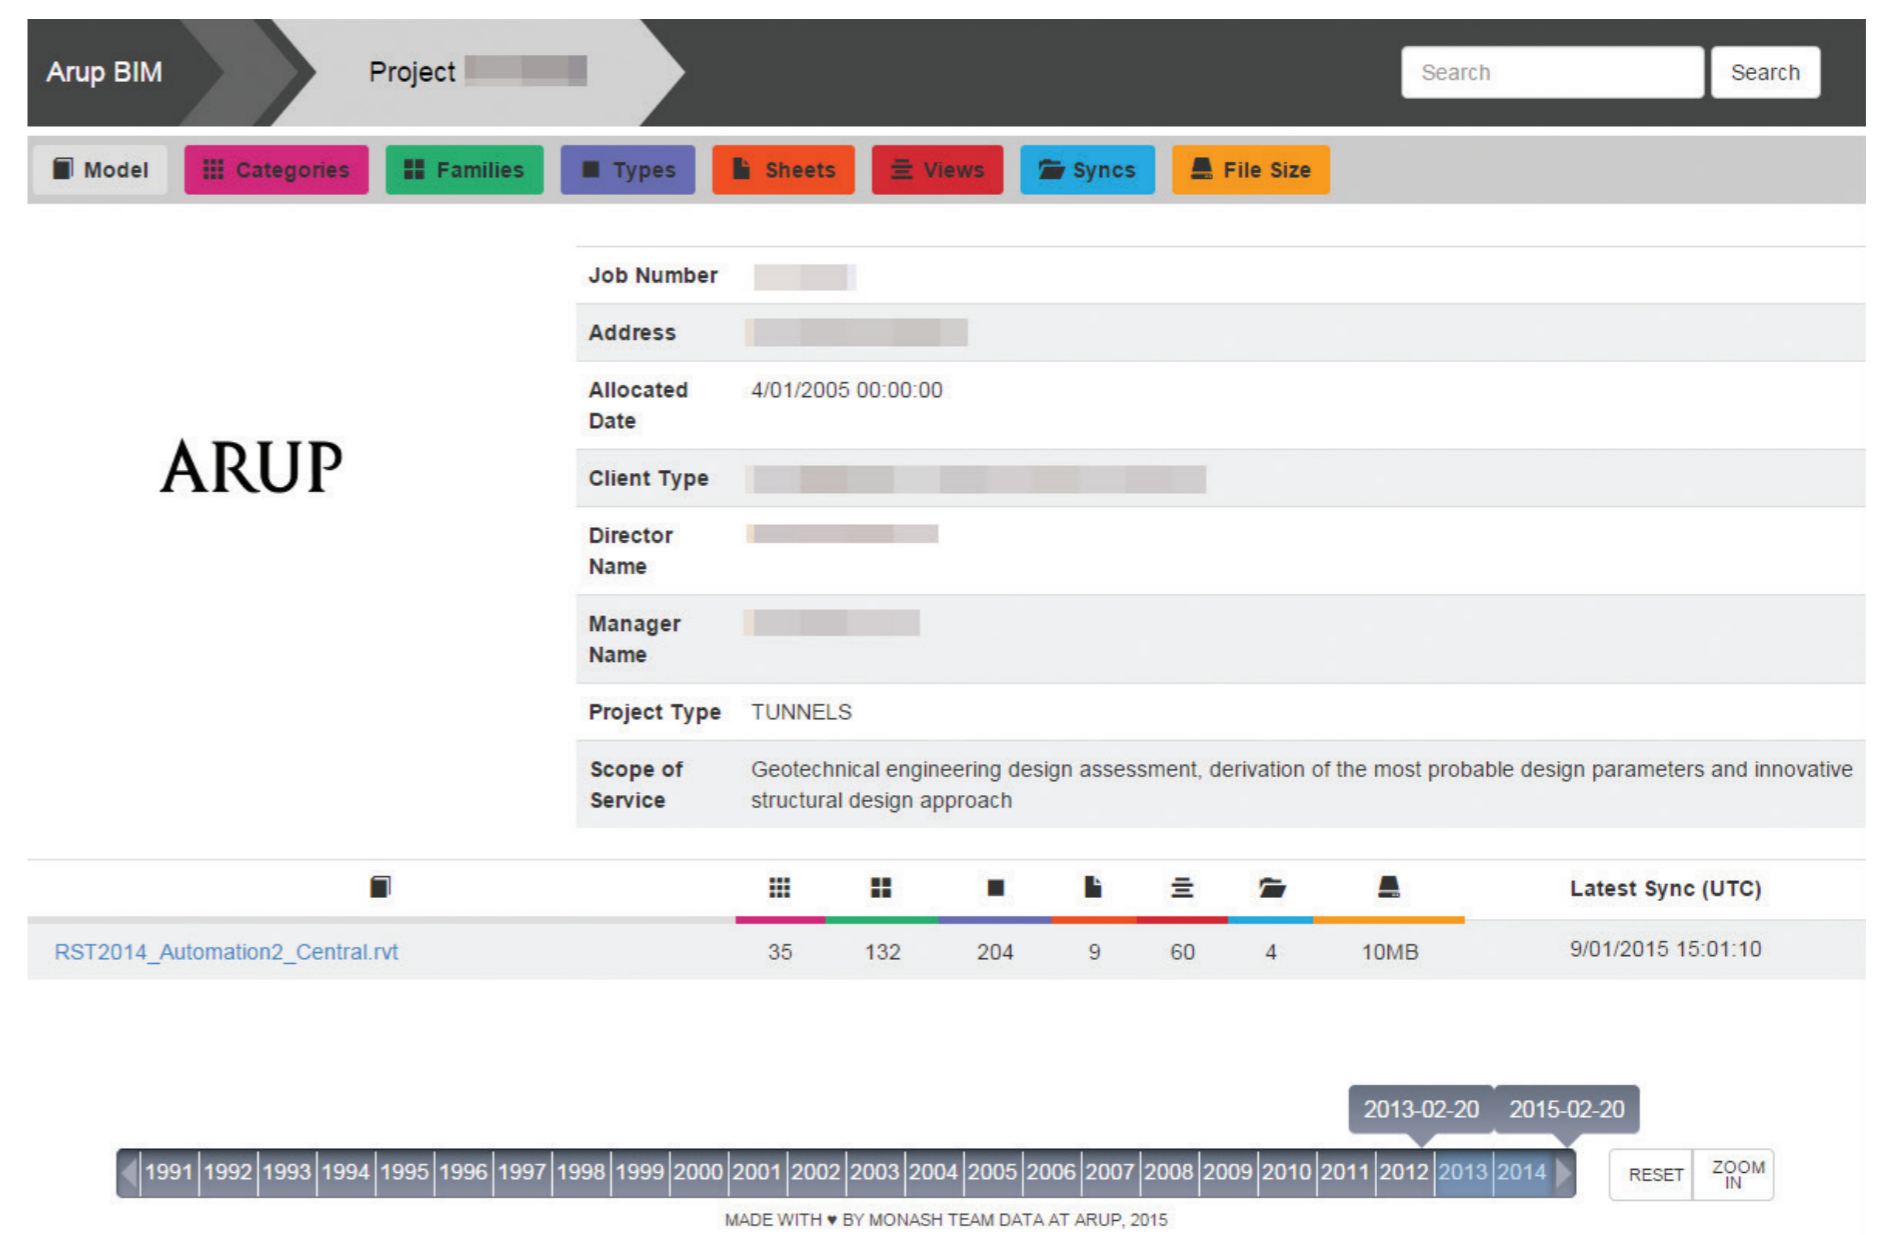 Arup BIM
Project
Search
Search
Model
Categories
Families
Types
Sheets
Views
Syncs
File Size
ARUP
Job Number
Address
Allocated
Date
4/01/2005 00:00:00
Client Type
Director
Name
Manager
Name
Project Type
TUNNELS
Scope of
Service
Geotechnical engineering design assessment, derivation of the most probable design parameters and innovative
structural design approach
Latest Sync (UTC)
RST2014_Automation2_Central.rvt 35 132 204 9 60 4 10MB 9/01/2015 15:01:10
2013-02-20 2015-02-20
1991 1992 1993 1994 1995 1996 1997 1998 1999 2000 2001 2002 2003 2004 2005 2006 2007 2008 2009 2010 2011 2012 2013 2014
RESET
ZOOM
IN
MADE WITH ♥ BY MONASH TEAM DATA AT ARUP, 2015